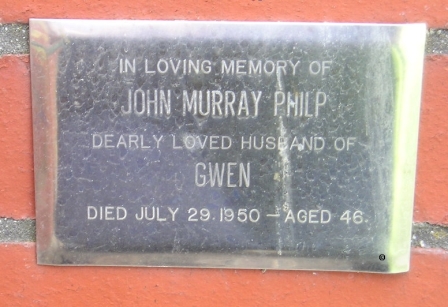 IN LOVING MEMORY OF
JOHN MURRAY PHILP
DEARLY LOVED HUSBAND OF
GWEN
DIED JULY 29.1950 — AGED 46.